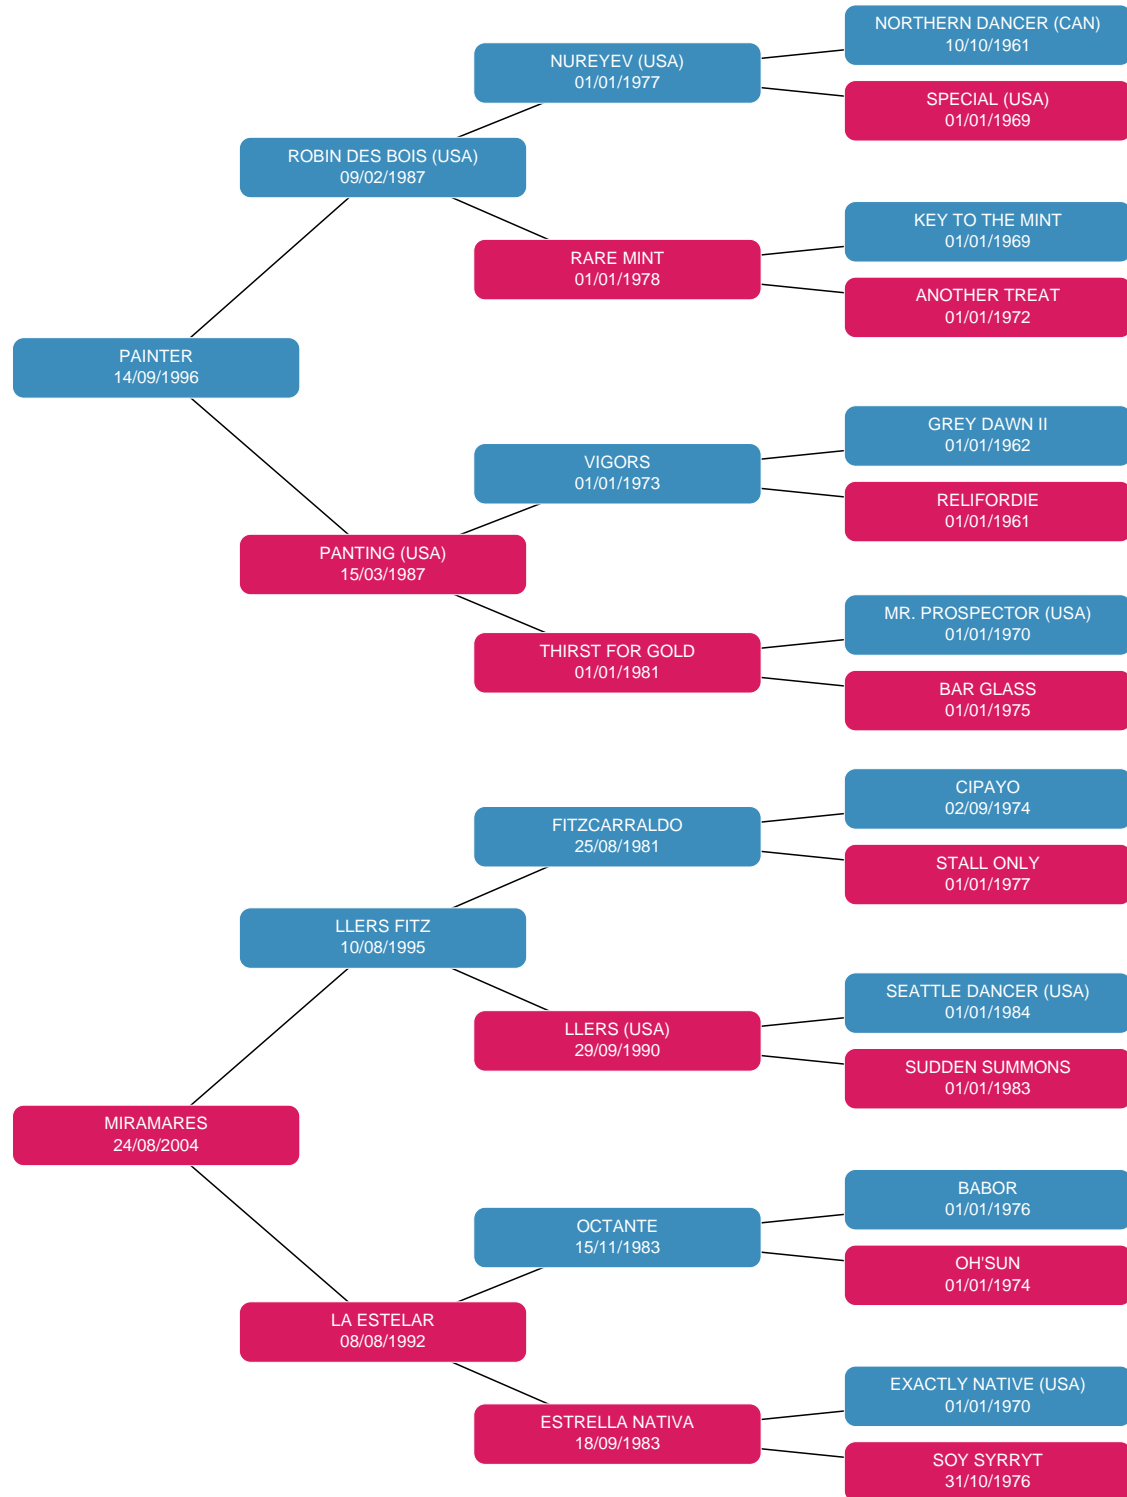 NORTHERN DANCER (CAN)
10/10/1961
NUREYEV (USA)
01/01/1977
SPECIAL (USA)
01/01/1969
ROBIN DES BOIS (USA)
09/02/1987
KEY TO THE MINT
01/01/1969
RARE MINT
01/01/1978
ANOTHER TREAT
01/01/1972
PAINTER
14/09/1996
GREY DAWN II
01/01/1962
VIGORS
01/01/1973
RELIFORDIE
01/01/1961
PANTING (USA)
15/03/1987
MR. PROSPECTOR (USA)
01/01/1970
THIRST FOR GOLD
01/01/1981
BAR GLASS
01/01/1975
CIPAYO
02/09/1974
FITZCARRALDO
25/08/1981
STALL ONLY
01/01/1977
LLERS FITZ
10/08/1995
SEATTLE DANCER (USA)
01/01/1984
LLERS (USA)
29/09/1990
SUDDEN SUMMONS
01/01/1983
MIRAMARES
24/08/2004
BABOR
01/01/1976
OCTANTE
15/11/1983
OH'SUN
01/01/1974
LA ESTELAR
08/08/1992
EXACTLY NATIVE (USA)
01/01/1970
ESTRELLA NATIVA
18/09/1983
SOY SYRRYT
31/10/1976